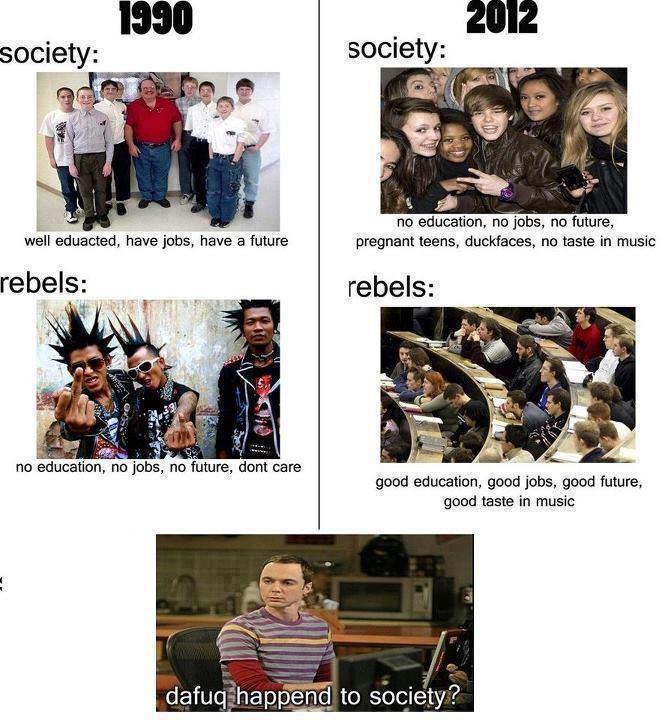 1990
society:
well eduacted, have jobs, have a future
rebels:
no education, no jobs, no future, dont care
2012
society:
no education, no jobs, no future,
pregnant teens, duckfaces, no taste in music
rebels:
good education, good jobs, good future,
good taste in music
dafuq happend to society?